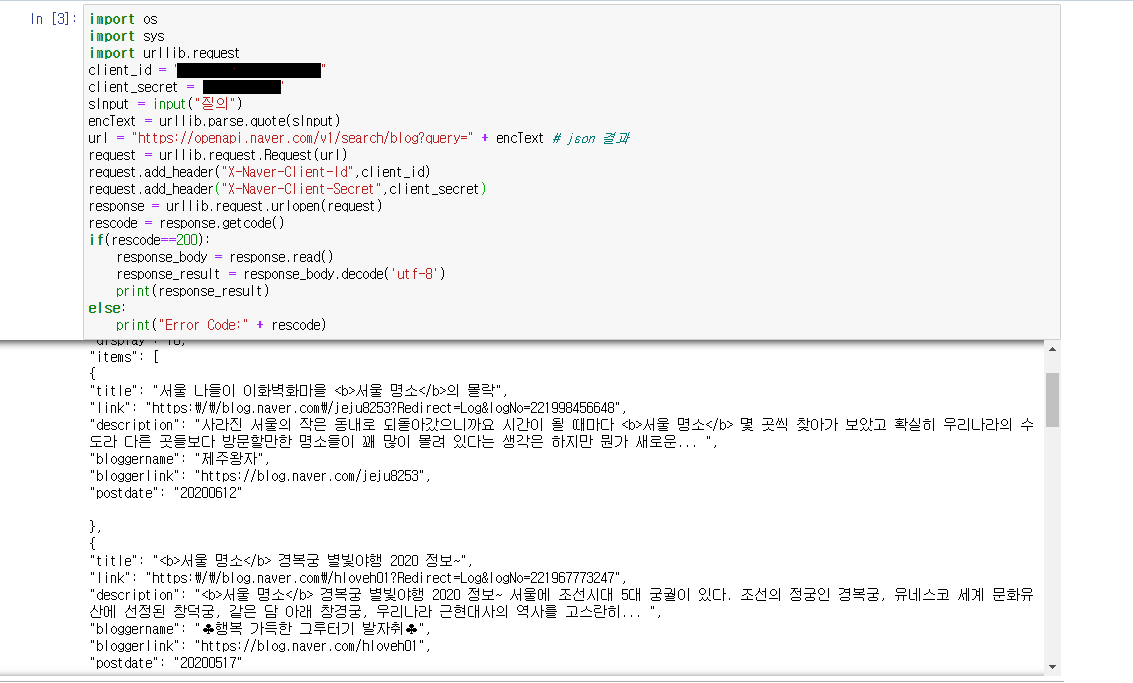 In [3]:
import os
import sys
import urllib.request
client_id = "
client_secret = "
sInput = input("질의")
encText = urllib.parse.quote(sInput)
url = "https://openapi.naver.com/v1/search/blog?query=" + encText # json 결과
request = urllib.request.Request(url)
request.add_header("X-Naver-Client-Id",client_id)
request.add_header("X-Naver-Client-Secret",client_secret)
response = urllib.request.urlopen(request)
rescode = response.getcode()
if(rescode==200):
response_body = response.read()
response_result = response_body.decode('utf-8')
print(response_result)
else:
print("Error Code:" + rescode)
"display": 10,
"items": [
{
"title": "서울 나들이 이화벽화마을 <b>서울 명소</b>의 몰락",
"link": "https:₩/₩/blog.naver.com₩/jeju8253?Redirect=Log&logNo=221998456648",
"description": "사라진 서울의 작은 동내로 되돌아갔으니까요 시간이 될 때마다 <b>서울 명소</b> 몇 곳씩 찾아가 보았고 확실히 우리나라의 수
도라 다른 곳들보다 방문할만한 명소들이 꽤 많이 몰려 있다는 생각은 하지만 뭔가 새로운... ",
"bloggername": "제주왕자",
"bloggerlink": "https://blog.naver.com/jeju8253",
"postdate": "20200612"
},
{
"title": "<b>서울 명소</b> 경복궁 별빛야행 2020 정보~",
"link": "https:₩/₩/blog.naver.com₩/hloveh01?Redirect=Log&logNo=221967773247",
"description": "<b>서울 명소</b> 경복궁 별빛야행 2020 정보~ 서울에 조선시대 5대 궁궐이 있다. 조선의 정궁인 경복궁, 유네스코 세계 문화유
산에 선정된 창덕궁, 같은 담 아래 창경궁, 우리나라 근현대사의 역사를 고스란히... ",
"bloggername": "♣행복 가득한 그루터기 발자취♣",
"bloggerlink": "https://blog.naver.com/hloveh01",
"postdate": "20200517"